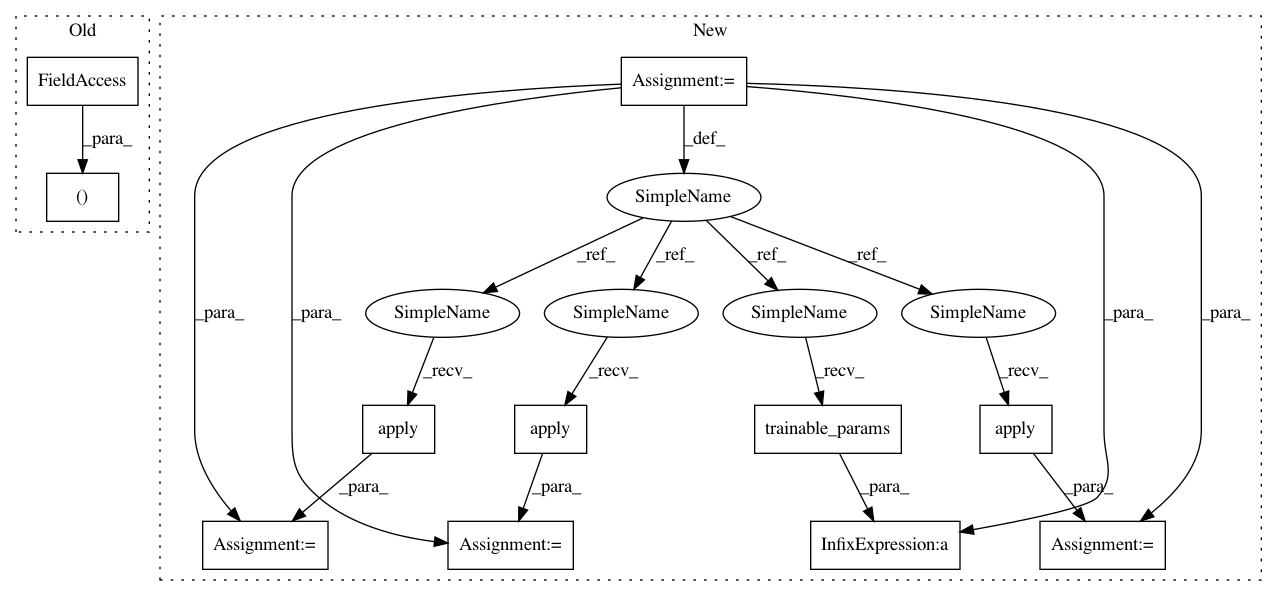 Old
New
FieldAccess
Assignment:=
_para_
_def_
()
SimpleName
_ref_ _ref_ _ref_ _ref_
_para_ _para_ SimpleName SimpleName SimpleName SimpleName _para_ _para_
_recv_ _recv_ _recv_ _recv_
apply apply trainable_params apply
_para_ _para_ _para_ _para_
Assignment:= Assignment:= InfixExpression:a Assignment:=